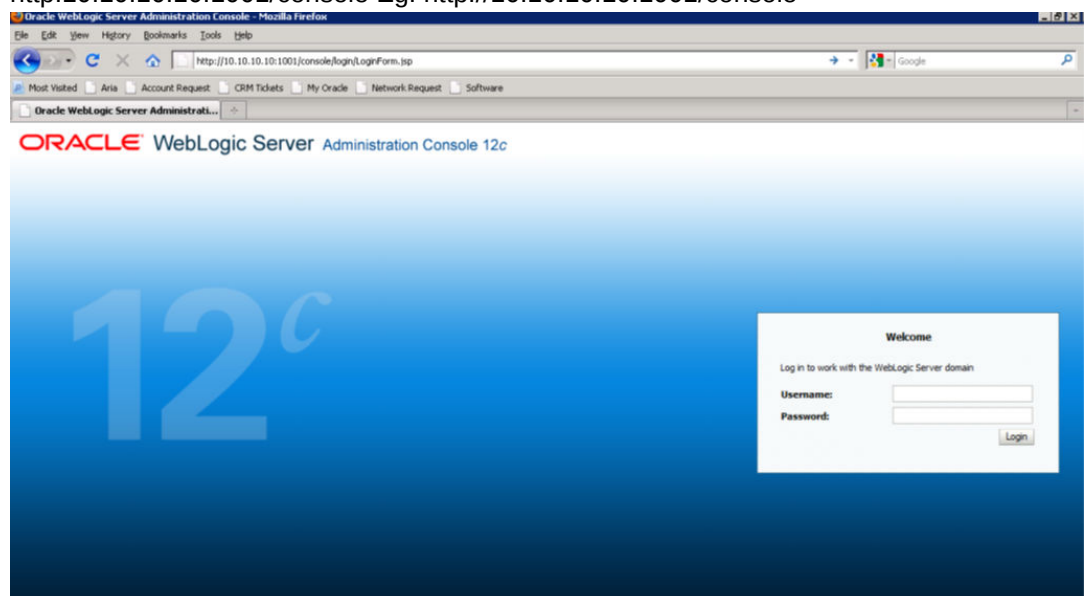 Oracle WebLogic Server Administration Console - Mozilla Firefox
File Edit View History Bookmarks Tools Help
http://10.10.10.10:1001/console/login/LoginForm.jsp
Google
Most Visited Aria Account Request CRM Tickets My Oracle Network Request Software
Oracle WebLogic Server Administrati...
ORACLE WebLogic Server Administration Console 12c
12c
Welcome
Log in to work with the WebLogic Server domain
Username:
Password:
Login